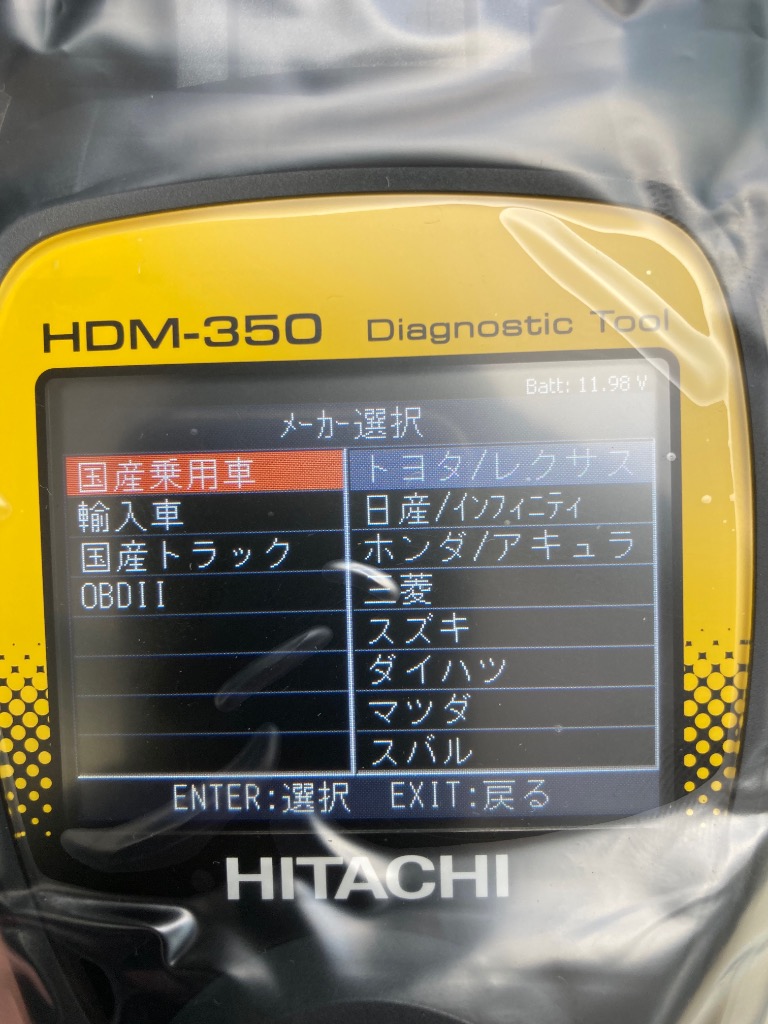 HDM-350 Diagnostic Tool
Batt: 11.98 V
メーカー選択
国産乗用車 トヨタ/レクサス
輸入車 日産/インフィニティ
国産トラック ホンダ/アキュラ
OBDII 三菱
スズキ
ダイハツ
マツダ
スバル
ENTER:選択 EXIT:戻る
HITACHI